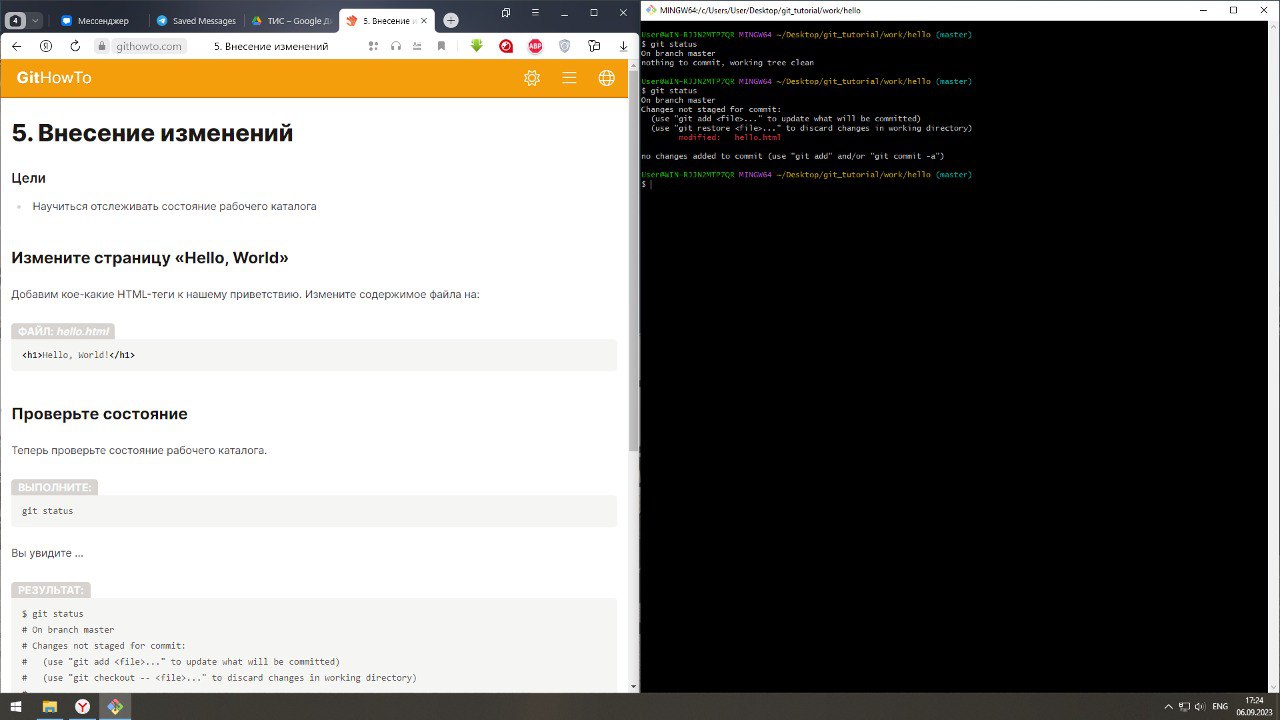 4
Мессенджер
Saved Messages
ТИС – Google Д
5. Внесение и
githowto.com
5. Внесение изменений
ABP
GitHowTo
5. Внесение изменений
Цели
Научиться отслеживать состояние рабочего каталога
Измените страницу «Hello, World»
Добавим кое-какие HTML-теги к нашему приветствию. Измените содержимое файла на:
ФАЙЛ: hello.html
<h1>Hello, World!</h1>
Проверьте состояние
Теперь проверьте состояние рабочего каталога.
ВЫПОЛНИТЕ:
git status
Вы увидите ...
РЕЗУЛЬТАТ:
$ git status
# On branch master
# Changes not staged for commit:
#   (use "git add <file>..." to update what will be committed)
#   (use "git checkout -- <file>..." to discard changes in working directory)
#
MINGW64:/c/Users/User/Desktop/git_tutorial/work/hello
User@WIN-RJJN2MTP7QR MINGW64 ~/Desktop/git_tutorial/work/hello (master)
$ git status
On branch master
nothing to commit, working tree clean
User@WIN-RJJN2MTP7QR MINGW64 ~/Desktop/git_tutorial/work/hello (master)
$ git status
On branch master
Changes not staged for commit:
  (use "git add <file>..." to update what will be committed)
  (use "git restore <file>..." to discard changes in working directory)
        modified:   hello.html
no changes added to commit (use "git add" and/or "git commit -a")
User@WIN-RJJN2MTP7QR MINGW64 ~/Desktop/git_tutorial/work/hello (master)
$
ENG
17:24
06.09.2023